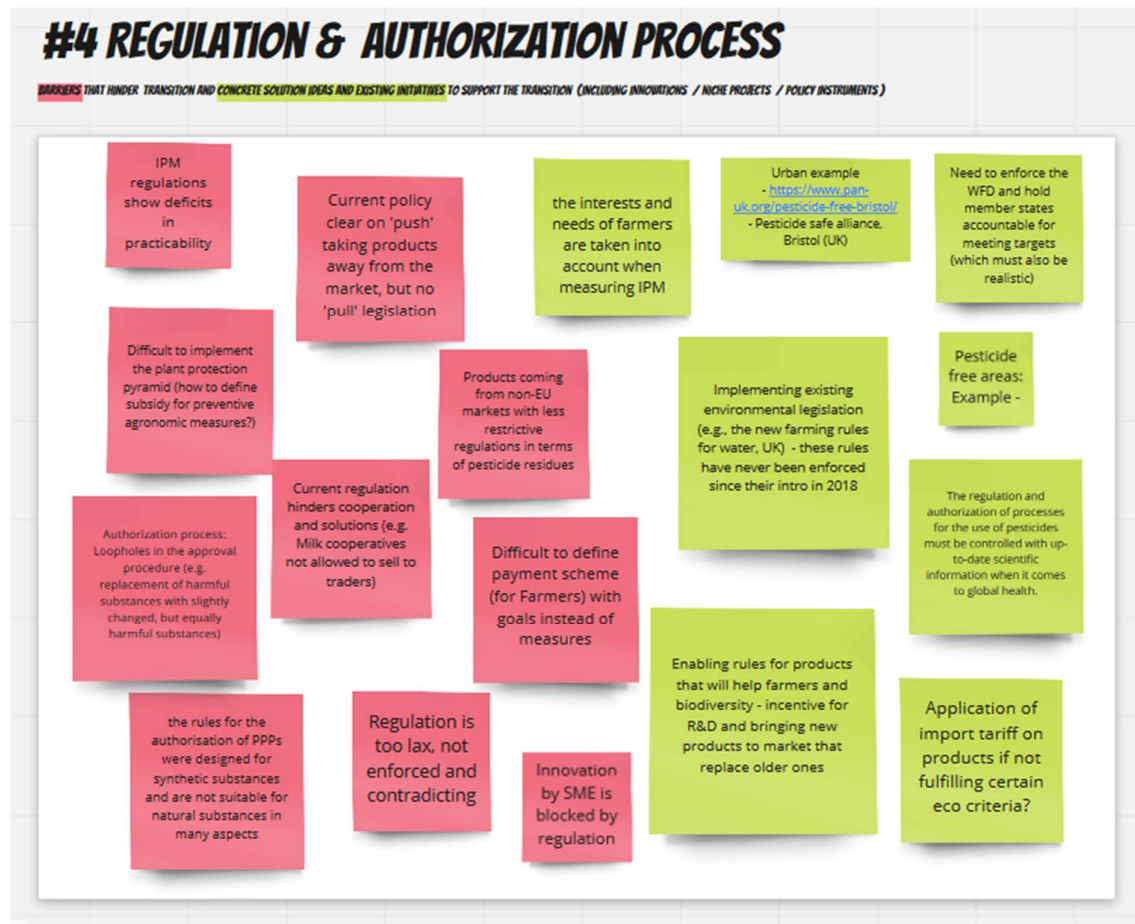 #4 REGULATION & AUTHORIZATION PROCESS
BARRIERS THAT HINDER TRANSITION AND CONCRETE SOLUTION IDEAS AND EXISTING INITIATIVES TO SUPPORT THE TRANSITION (INCLUDING INNOVATIONS / NICHE PROJECTS / POLICY INSTRUMENTS)
IPM
regulations
show deficits
in
practicability
Current policy
clear on 'push'
taking products
away from the
market, but no
'pull' legislation
the interests and
needs of farmers
are taken into
account when
measuring IPM
Urban example
- https://www.pan-
uk.org/pesticide-free-bristol/
- Pesticide safe alliance,
Bristol (UK)
Need to enforce the
WFD and hold
member states
accountable for
meeting targets
(which must also be
realistic)
Difficult to implement
the plant protection
pyramid (how to define
subsidy for preventive
agronomic measures?)
Products coming
from non-EU
markets with less
restrictive
regulations in terms
of pesticide residues
Implementing existing
environmental legislation
(e.g., the new farming rules
for water, UK) - these rules
have never been enforced
since their intro in 2018
Pesticide
free areas:
Example -
Authorization process:
Loopholes in the approval
procedure (e.g.
replacement of harmful
substances with slightly
changed, but equally
harmful substances)
Current regulation
hinders cooperation
and solutions (e.g.
Milk cooperatives
not allowed to sell to
traders)
Difficult to define
payment scheme
(for Farmers) with
goals instead of
measures
The regulation and
authorization of processes
for the use of pesticides
must be controlled with up-
to-date scientific
information when it comes
to global health.
the rules for the
authorisation of PPPs
were designed for
synthetic substances
and are not suitable for
natural substances in
many aspects
Regulation is
too lax, not
enforced and
contradicting
Innovation
by SME is
blocked by
regulation
Enabling rules for products
that will help farmers and
biodiversity - incentive for
R&D and bringing new
products to market that
replace older ones
Application of
import tariff on
products if not
fulfilling certain
eco criteria?